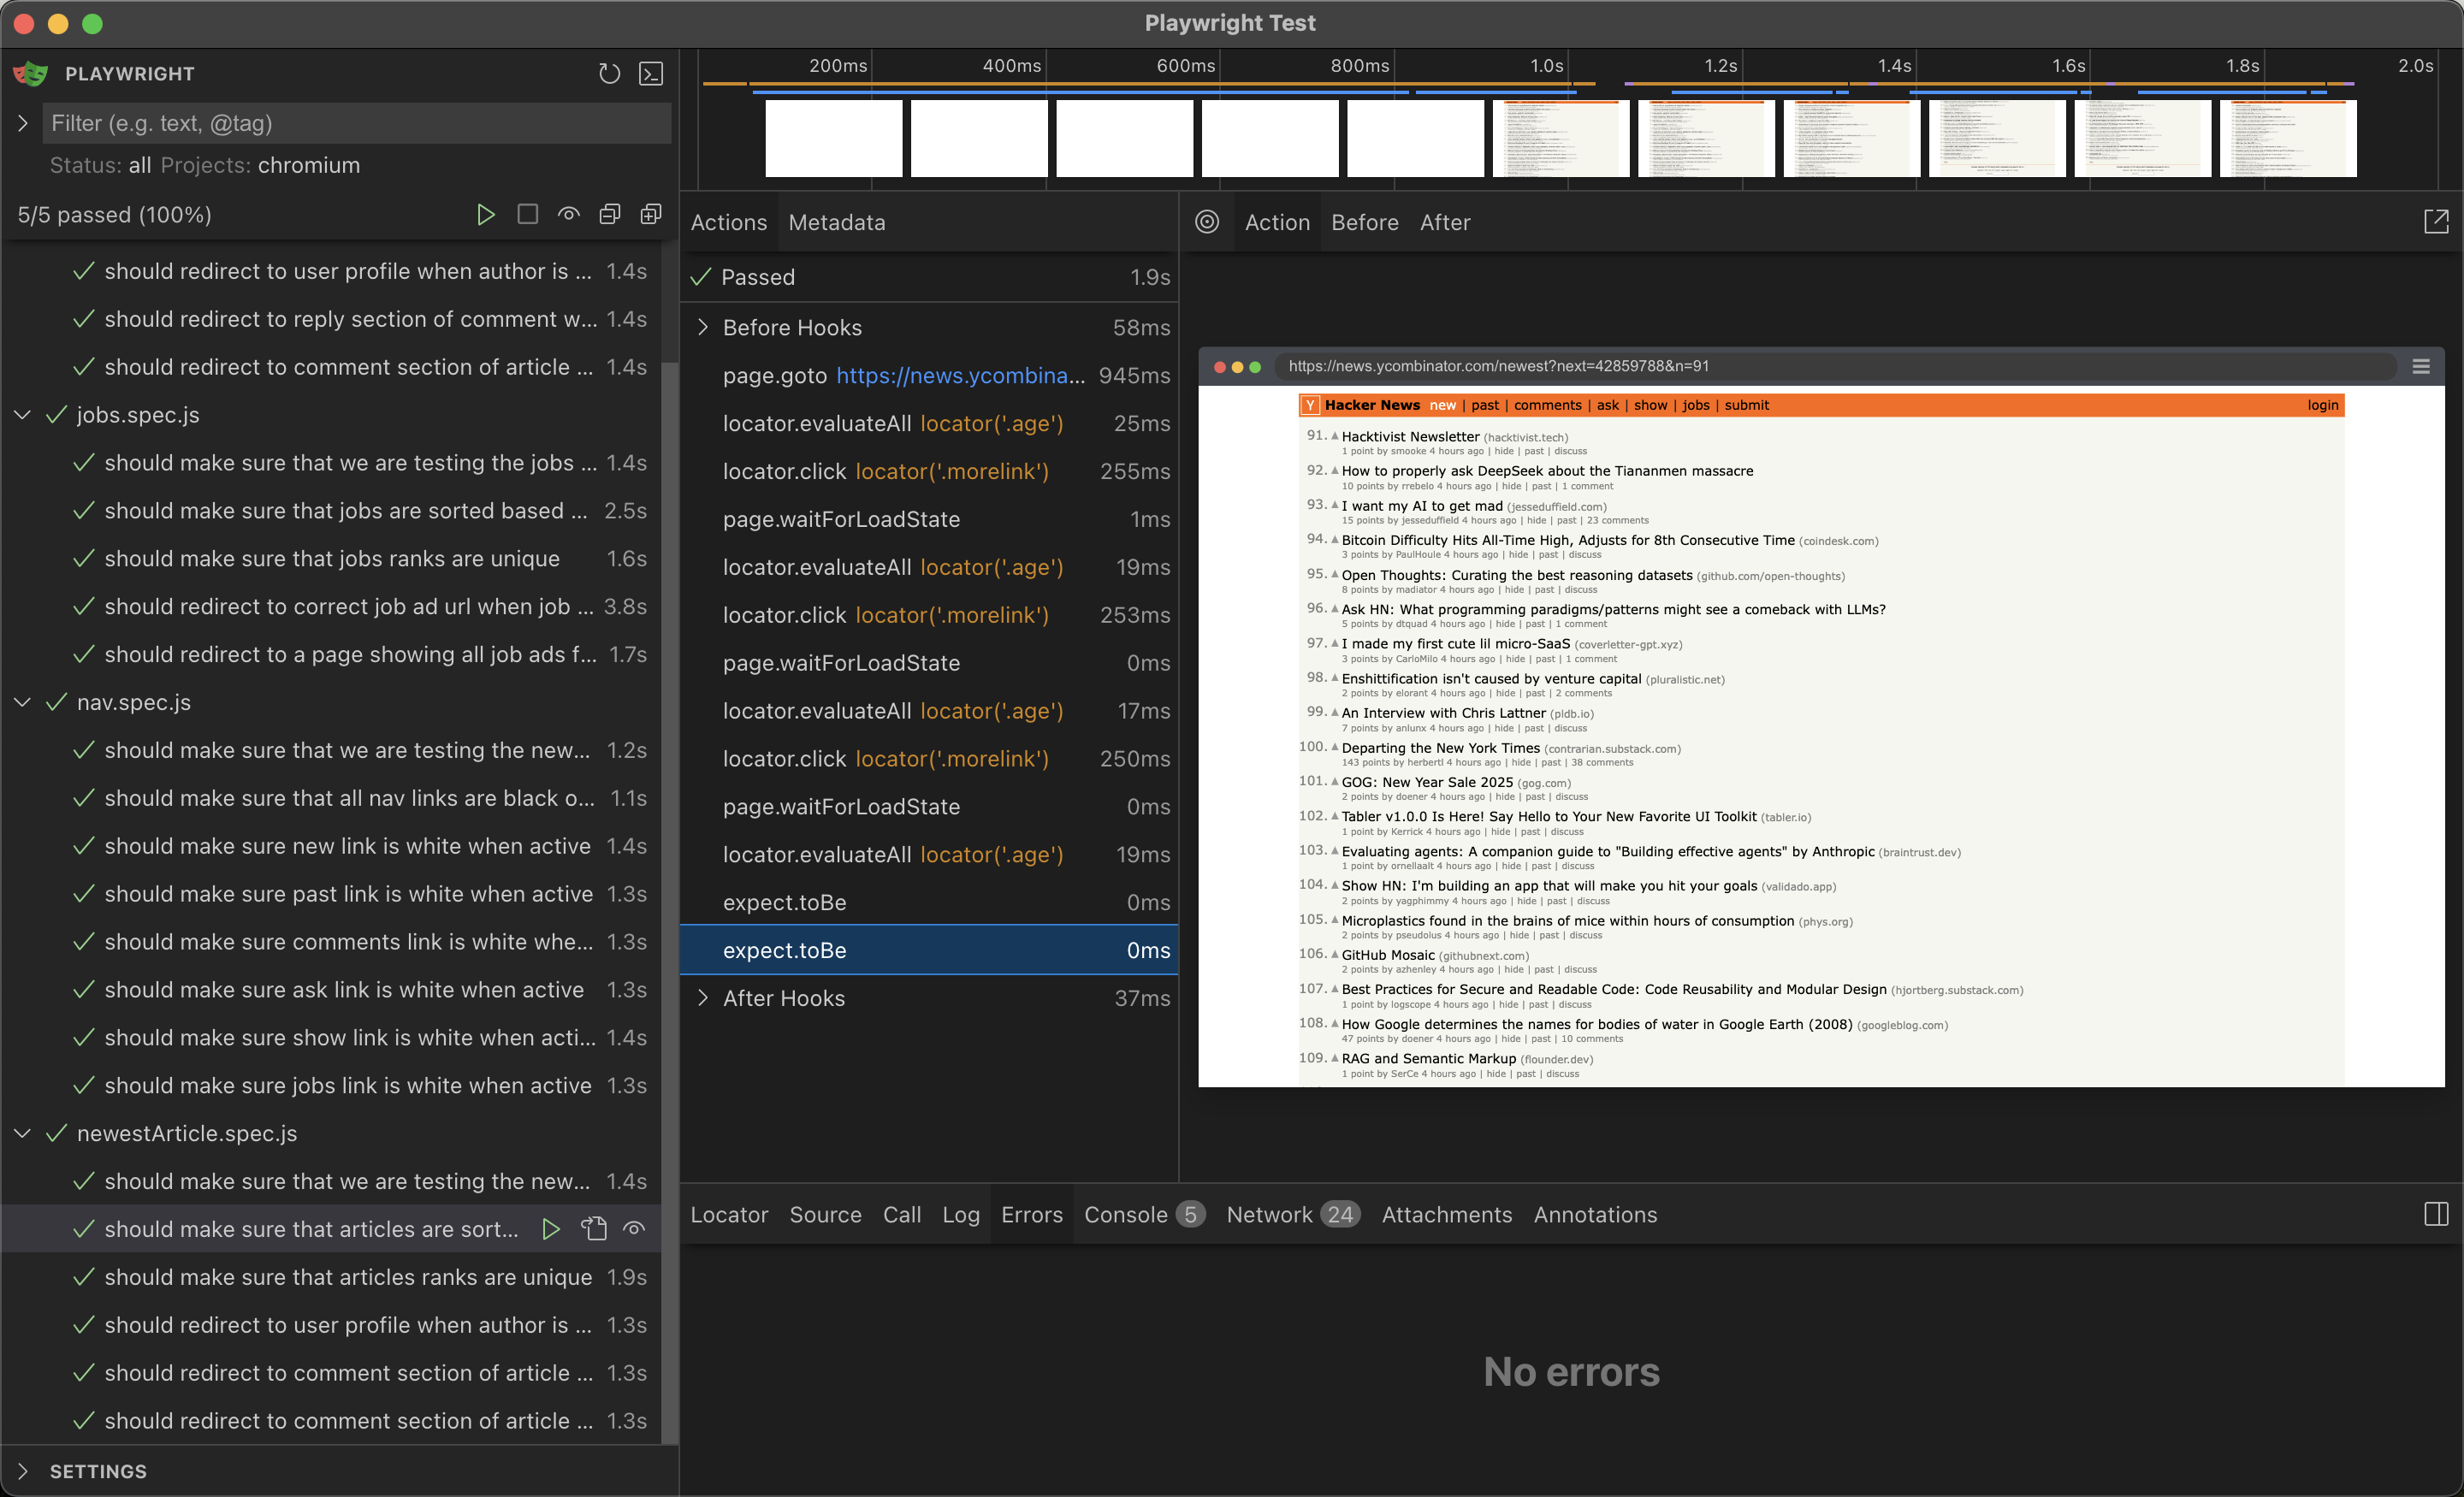 Playwright Test
PLAYWRIGHT
Filter (e.g. text, @tag)
Status: all Projects: chromium
5/5 passed (100%)
should redirect to user profile when author is ... 1.4s
should redirect to reply section of comment w... 1.4s
should redirect to comment section of article ... 1.4s
jobs.spec.js
should make sure that we are testing the jobs ... 1.4s
should make sure that jobs are sorted based ... 2.5s
should make sure that jobs ranks are unique 1.6s
should redirect to correct job ad url when job ... 3.8s
should redirect to a page showing all job ads f... 1.7s
nav.spec.js
should make sure that we are testing the new... 1.2s
should make sure that all nav links are black o... 1.1s
should make sure new link is white when active 1.4s
should make sure past link is white when active 1.3s
should make sure comments link is white whe... 1.3s
should make sure ask link is white when active 1.3s
should make sure show link is white when acti... 1.4s
should make sure jobs link is white when active 1.3s
newestArticle.spec.js
should make sure that we are testing the new... 1.4s
should make sure that articles are sort...
should make sure that articles ranks are unique 1.9s
should redirect to user profile when author is ... 1.3s
should redirect to comment section of article ... 1.3s
should redirect to comment section of article ... 1.3s
SETTINGS
200ms 400ms 600ms 800ms 1.0s 1.2s 1.4s 1.6s 1.8s 2.0s
Actions Metadata
Passed 1.9s
Before Hooks 58ms
page.goto https://news.ycombina... 945ms
locator.evaluateAll locator('.age') 25ms
locator.click locator('.morelink') 255ms
page.waitForLoadState 1ms
locator.evaluateAll locator('.age') 19ms
locator.click locator('.morelink') 253ms
page.waitForLoadState 0ms
locator.evaluateAll locator('.age') 17ms
locator.click locator('.morelink') 250ms
page.waitForLoadState 0ms
locator.evaluateAll locator('.age') 19ms
expect.toBe 0ms
expect.toBe 0ms
After Hooks 37ms
Action Before After
https://news.ycombinator.com/newest?next=42859788&n=91
Y Hacker News new | past | comments | ask | show | jobs | submit login
91. Hacktivist Newsletter (hacktivist.tech)
1 point by smooke 4 hours ago | hide | past | discuss
92. How to properly ask DeepSeek about the Tiananmen massacre
10 points by rrebelo 4 hours ago | hide | past | 1 comment
93. I want my AI to get mad (jesseduffield.com)
15 points by jesseduffield 4 hours ago | hide | past | 23 comments
94. Bitcoin Difficulty Hits All-Time High, Adjusts for 8th Consecutive Time (coindesk.com)
3 points by PaulHoule 4 hours ago | hide | past | discuss
95. Open Thoughts: Curating the best reasoning datasets (github.com/open-thoughts)
8 points by madiator 4 hours ago | hide | past | discuss
96. Ask HN: What programming paradigms/patterns might see a comeback with LLMs?
5 points by dtquad 4 hours ago | hide | past | 1 comment
97. I made my first cute lil micro-SaaS (coverletter-gpt.xyz)
3 points by CarloMilo 4 hours ago | hide | past | 1 comment
98. Enshittification isn't caused by venture capital (pluralistic.net)
2 points by elorant 4 hours ago | hide | past | 2 comments
99. An Interview with Chris Lattner (pldb.io)
7 points by anlunx 4 hours ago | hide | past | discuss
100. Departing the New York Times (contrarian.substack.com)
143 points by herbertl 4 hours ago | hide | past | 38 comments
101. GOG: New Year Sale 2025 (gog.com)
2 points by doener 4 hours ago | hide | past | discuss
102. Tabler v1.0.0 Is Here! Say Hello to Your New Favorite UI Toolkit (tabler.io)
1 point by Kerrick 4 hours ago | hide | past | discuss
103. Evaluating agents: A companion guide to "Building effective agents" by Anthropic (braintrust.dev)
1 point by ornellaalt 4 hours ago | hide | past | discuss
104. Show HN: I'm building an app that will make you hit your goals (validado.app)
2 points by yagphimmy 4 hours ago | hide | past | discuss
105. Microplastics found in the brains of mice within hours of consumption (phys.org)
2 points by pseudolus 4 hours ago | hide | past | discuss
106. GitHub Mosaic (githubnext.com)
2 points by azhenley 4 hours ago | hide | past | discuss
107. Best Practices for Secure and Readable Code: Code Reusability and Modular Design (hjortberg.substack.com)
1 point by logscope 4 hours ago | hide | past | discuss
108. How Google determines the names for bodies of water in Google Earth (2008) (googleblog.com)
47 points by doener 4 hours ago | hide | past | 10 comments
109. RAG and Semantic Markup (flounder.dev)
1 point by SerCe 4 hours ago | hide | past | discuss
Locator Source Call Log Errors Console 5 Network 24 Attachments Annotations
No errors